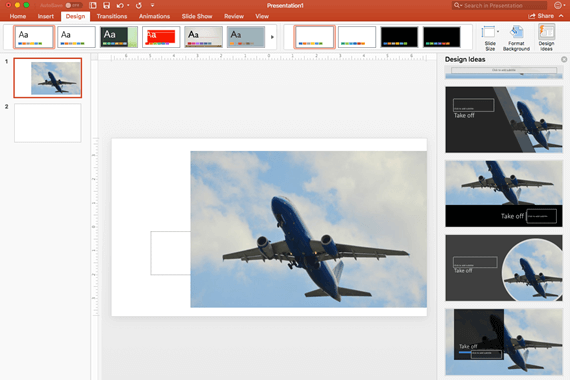 AutoSave OFF
Presentation1
Search in Presentation
Home Insert Design Transitions Animations Slide Show Review View
Share
Aa Aa Aa Aa Aa Aa
Slide Size
Format Background
Design Ideas
Design Ideas
1
2
Take off
Take off
Take off
Take off